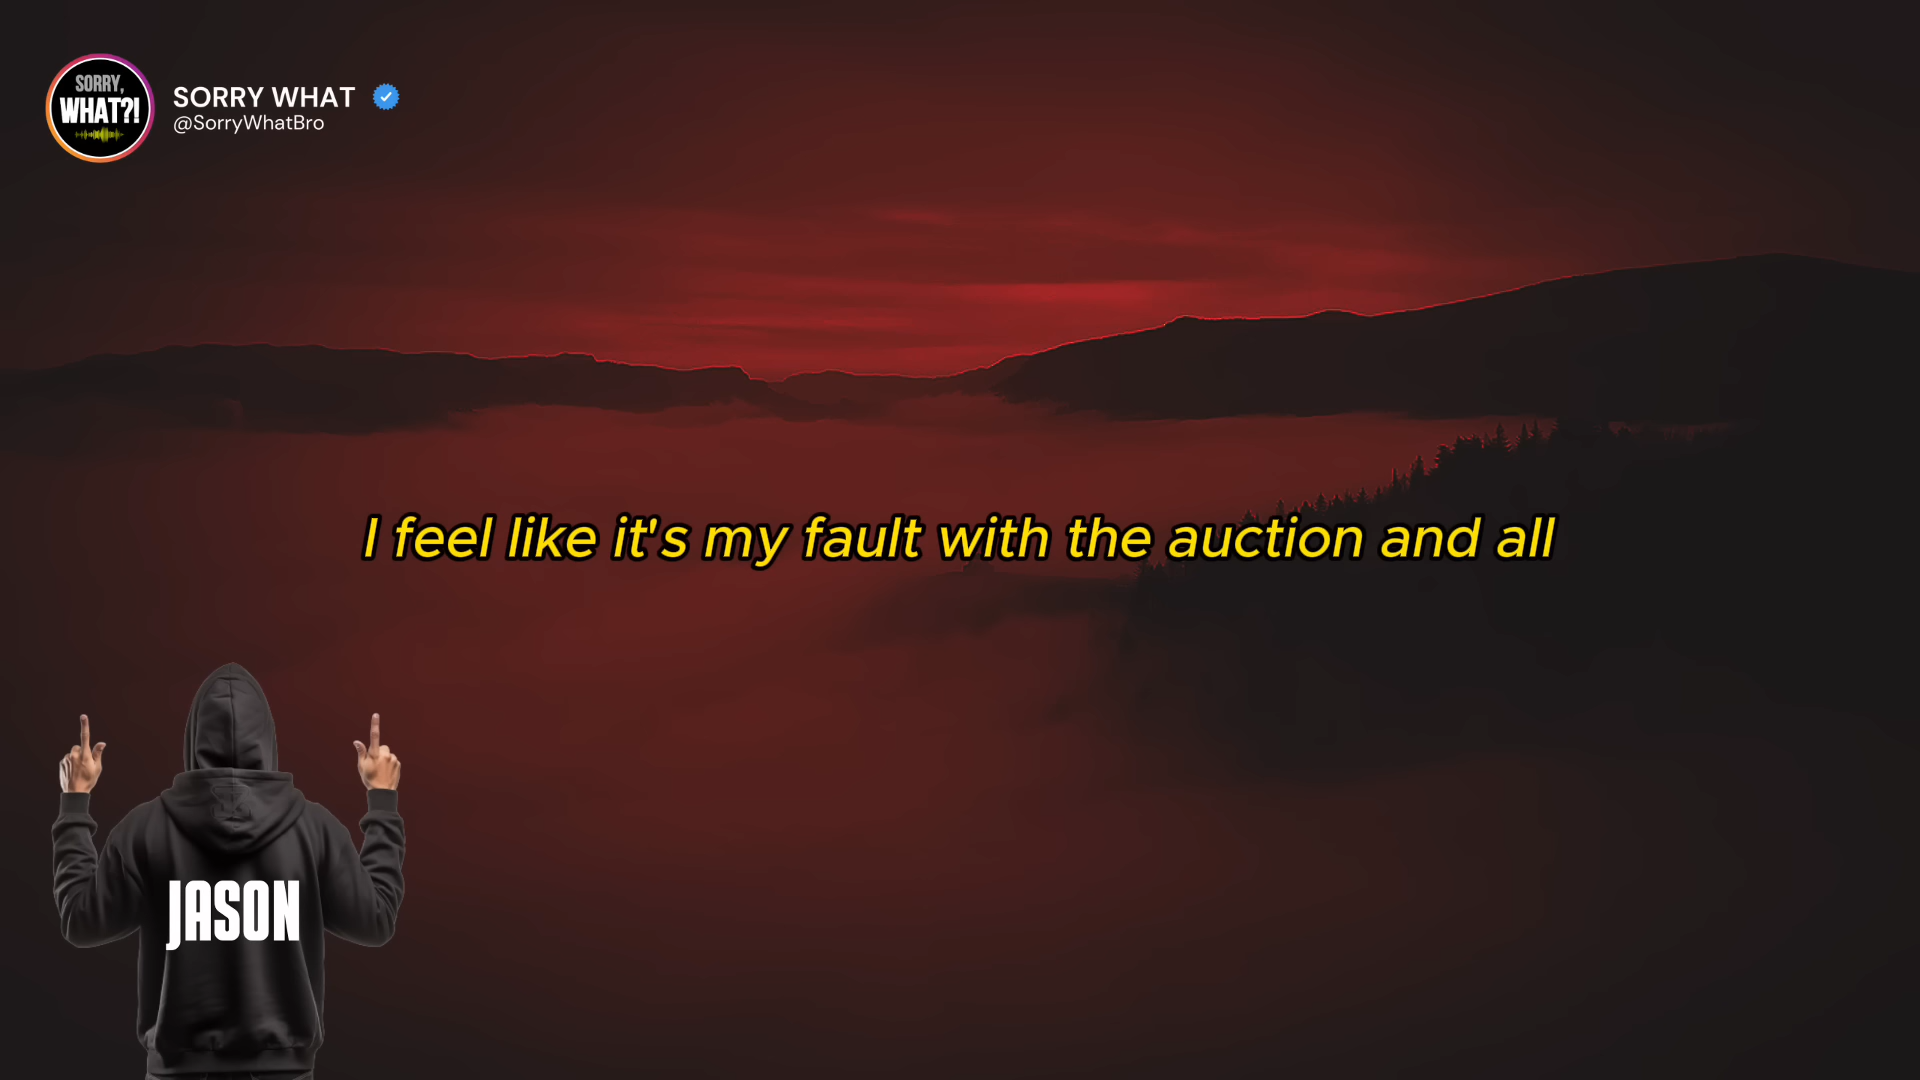 SORRY,
WHAT?!
SORRY WHAT
@SorryWhatBro
I feel like it's my fault with the auction and all
JASON